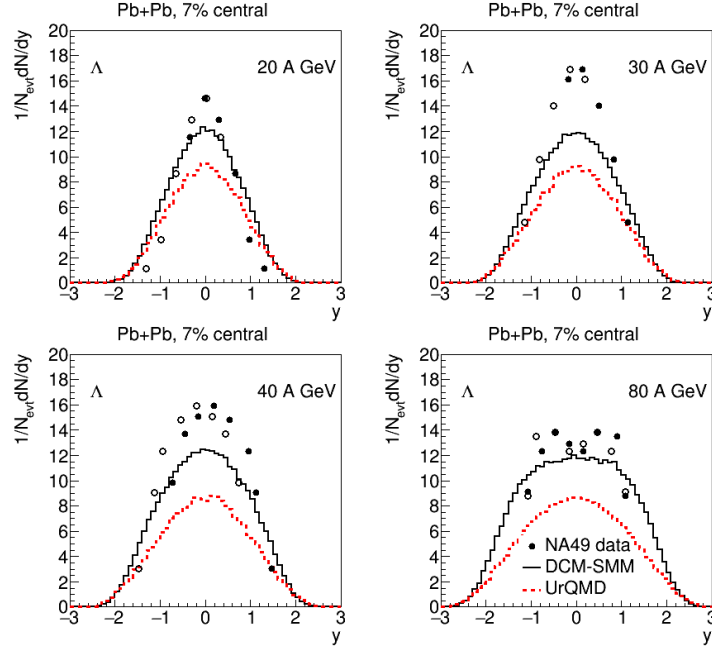 Pb+Pb, 7% central
Λ
20 A GeV
1/N_evt dN/dy
20
18
16
14
12
10
8
6
4
2
0
−3 −2 −1 0 1 2 3
y
Pb+Pb, 7% central
Λ
30 A GeV
1/N_evt dN/dy
20
18
16
14
12
10
8
6
4
2
0
−3 −2 −1 0 1 2 3
y
Pb+Pb, 7% central
Λ
40 A GeV
1/N_evt dN/dy
20
18
16
14
12
10
8
6
4
2
0
−3 −2 −1 0 1 2 3
y
Pb+Pb, 7% central
Λ
80 A GeV
1/N_evt dN/dy
20
18
16
14
12
10
8
6
4
2
0
NA49 data
DCM-SMM
UrQMD
−3 −2 −1 0 1 2 3
y